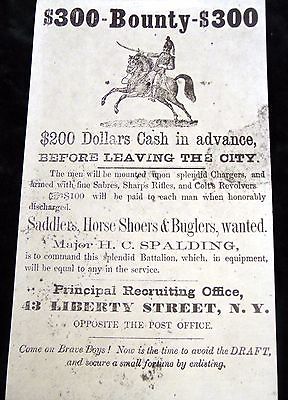 $300-Bounty-$300
$200 Dollars Cash in advance,
BEFORE LEAVING THE CITY.
The men will be mounted upon splendid Chargers, and
armed with fine Sabres, Sharps Rifles, and Colt's Revolvers
☞$100 will be paid to each man when honorably
discharged.
Saddlers, Horse Shoers & Buglers, wanted.
Major H. C. SPALDING,
is to command this splendid Battalion, which, in equipment,
will be equal to any in the service.
Principal Recruiting Office,
43 LIBERTY STREET, N. Y.
OPPOSITE THE POST OFFICE.
Come on Brave Boys! Now is the time to avoid the DRAFT,
and secure a small fortune by enlisting.